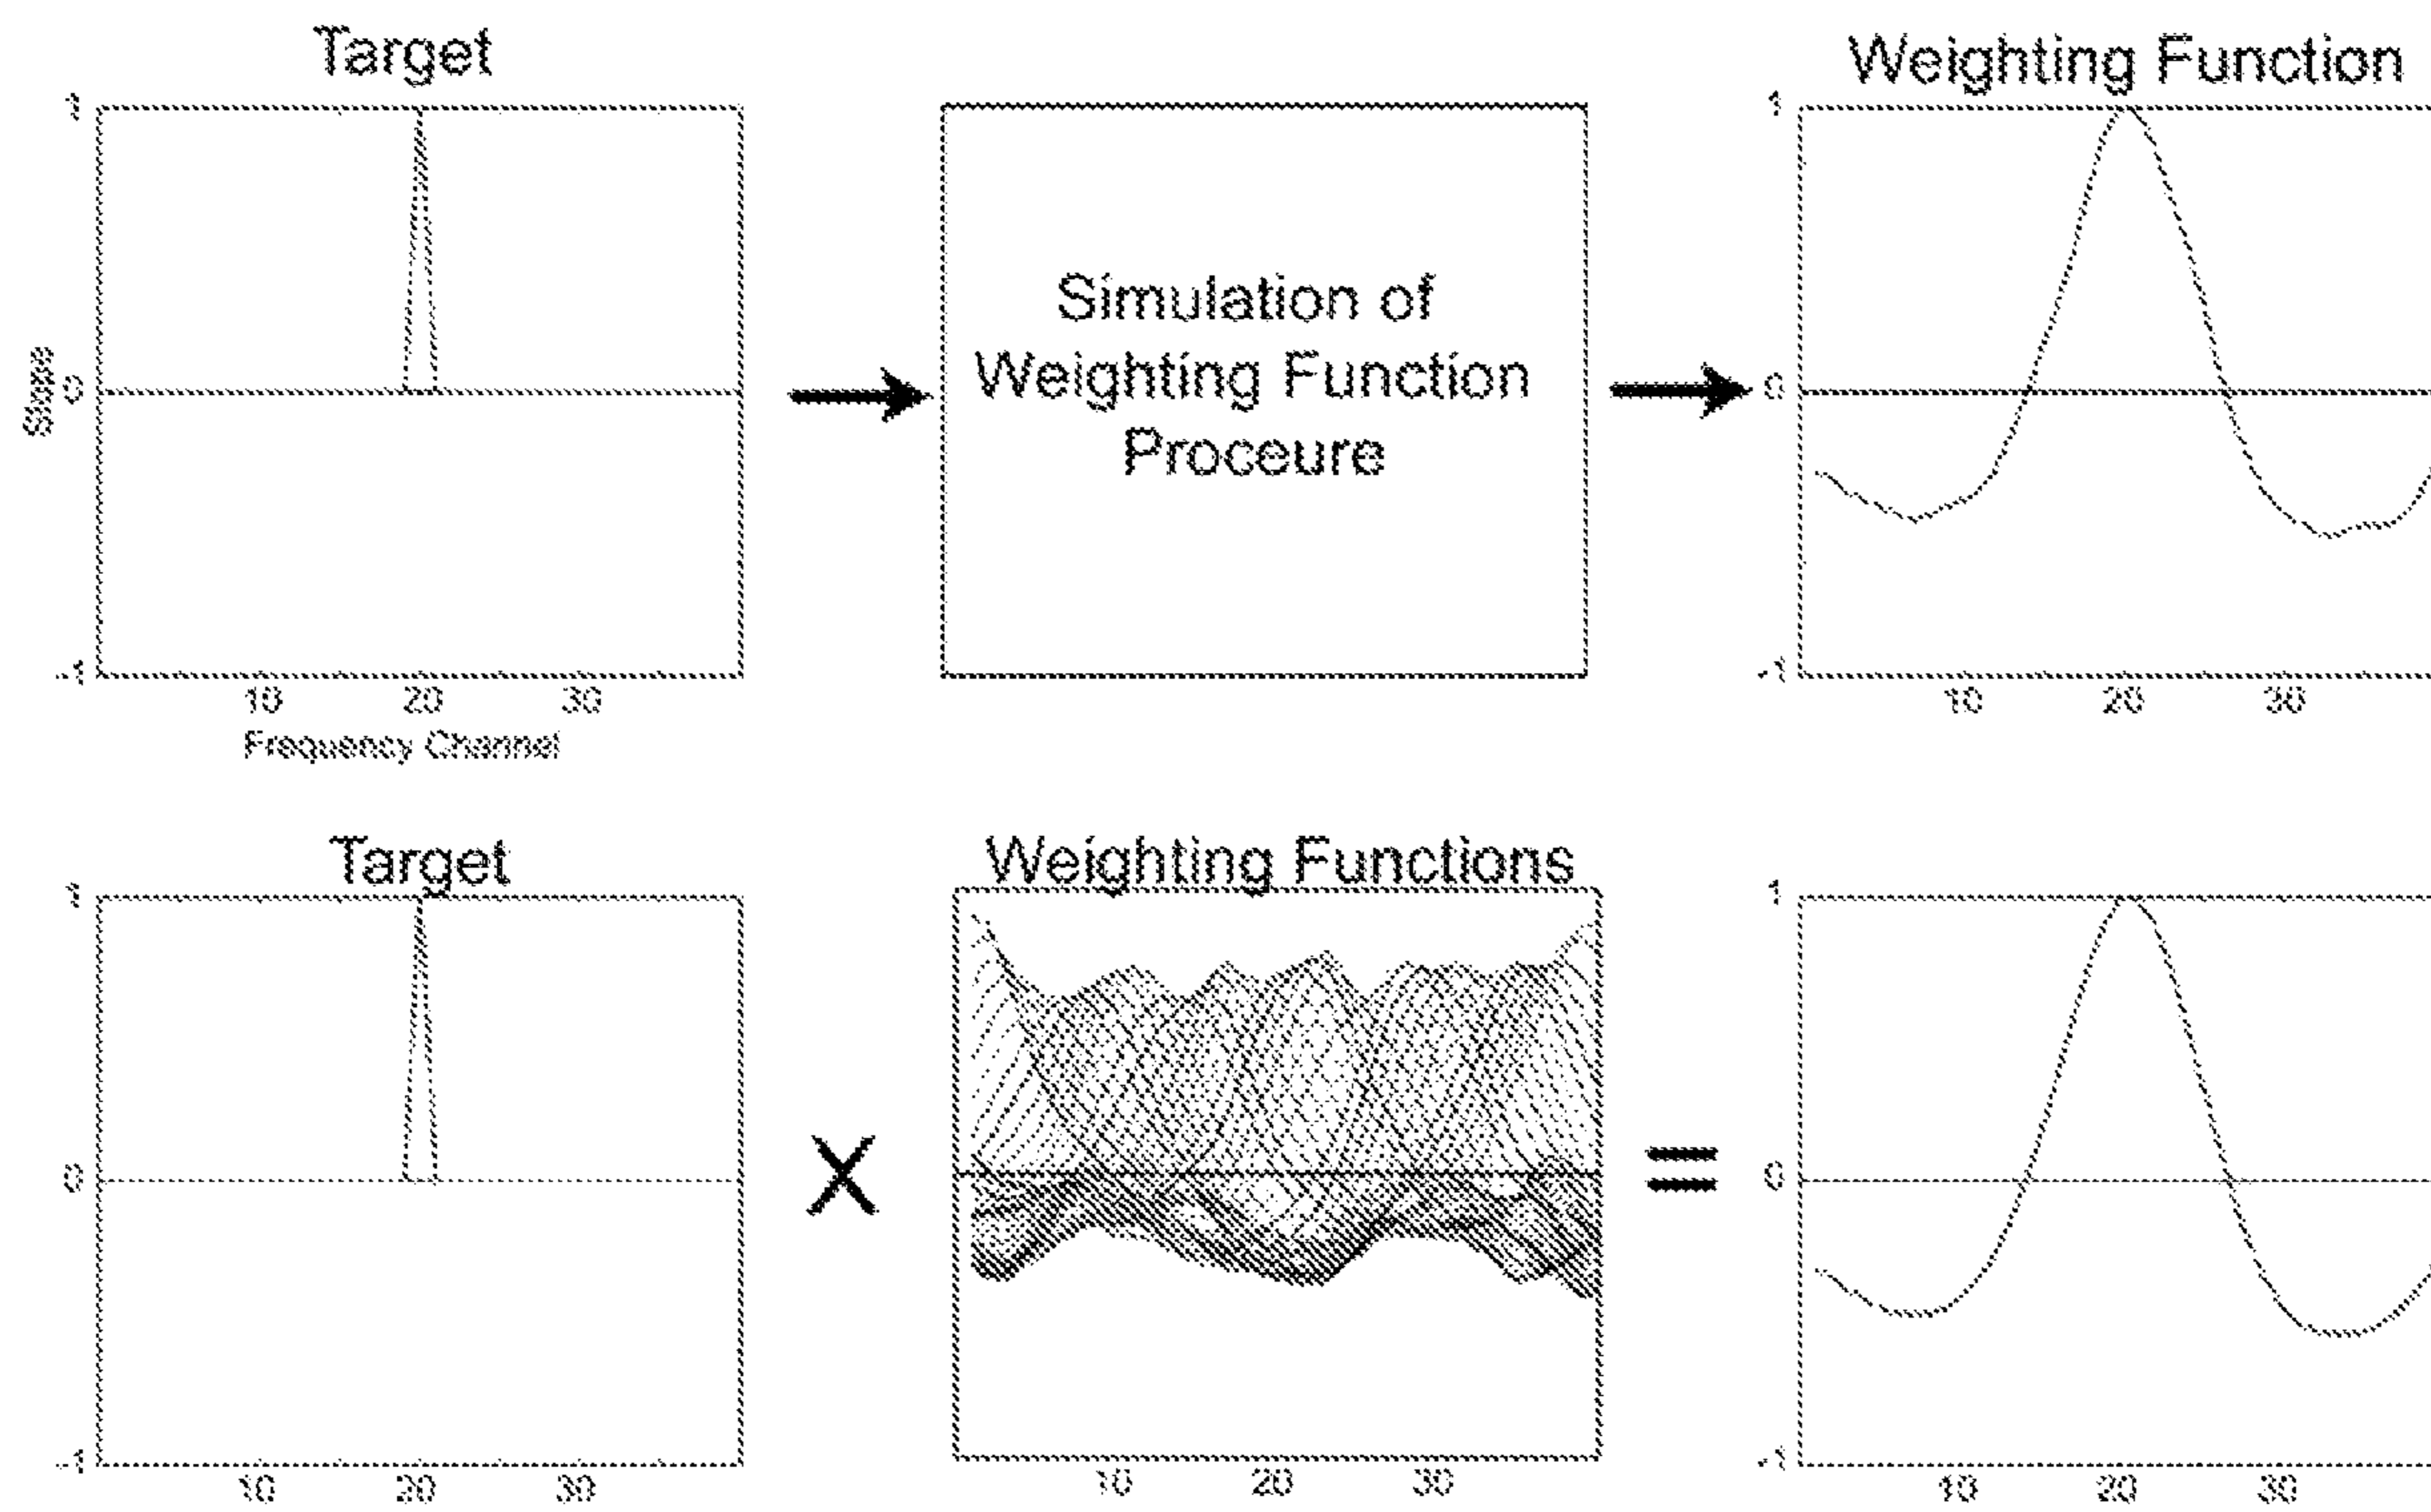 Target
Weighting Function
1
1
Simulation of
Weighting Function
Proceure
Slopes
0
0
-1
-1
10 20 30
10 20 30
Frequency Channel
Target
Weighting Functions
1
1
X
=
0
0
-1
-1
10 20 30
10 20 30
10 20 30